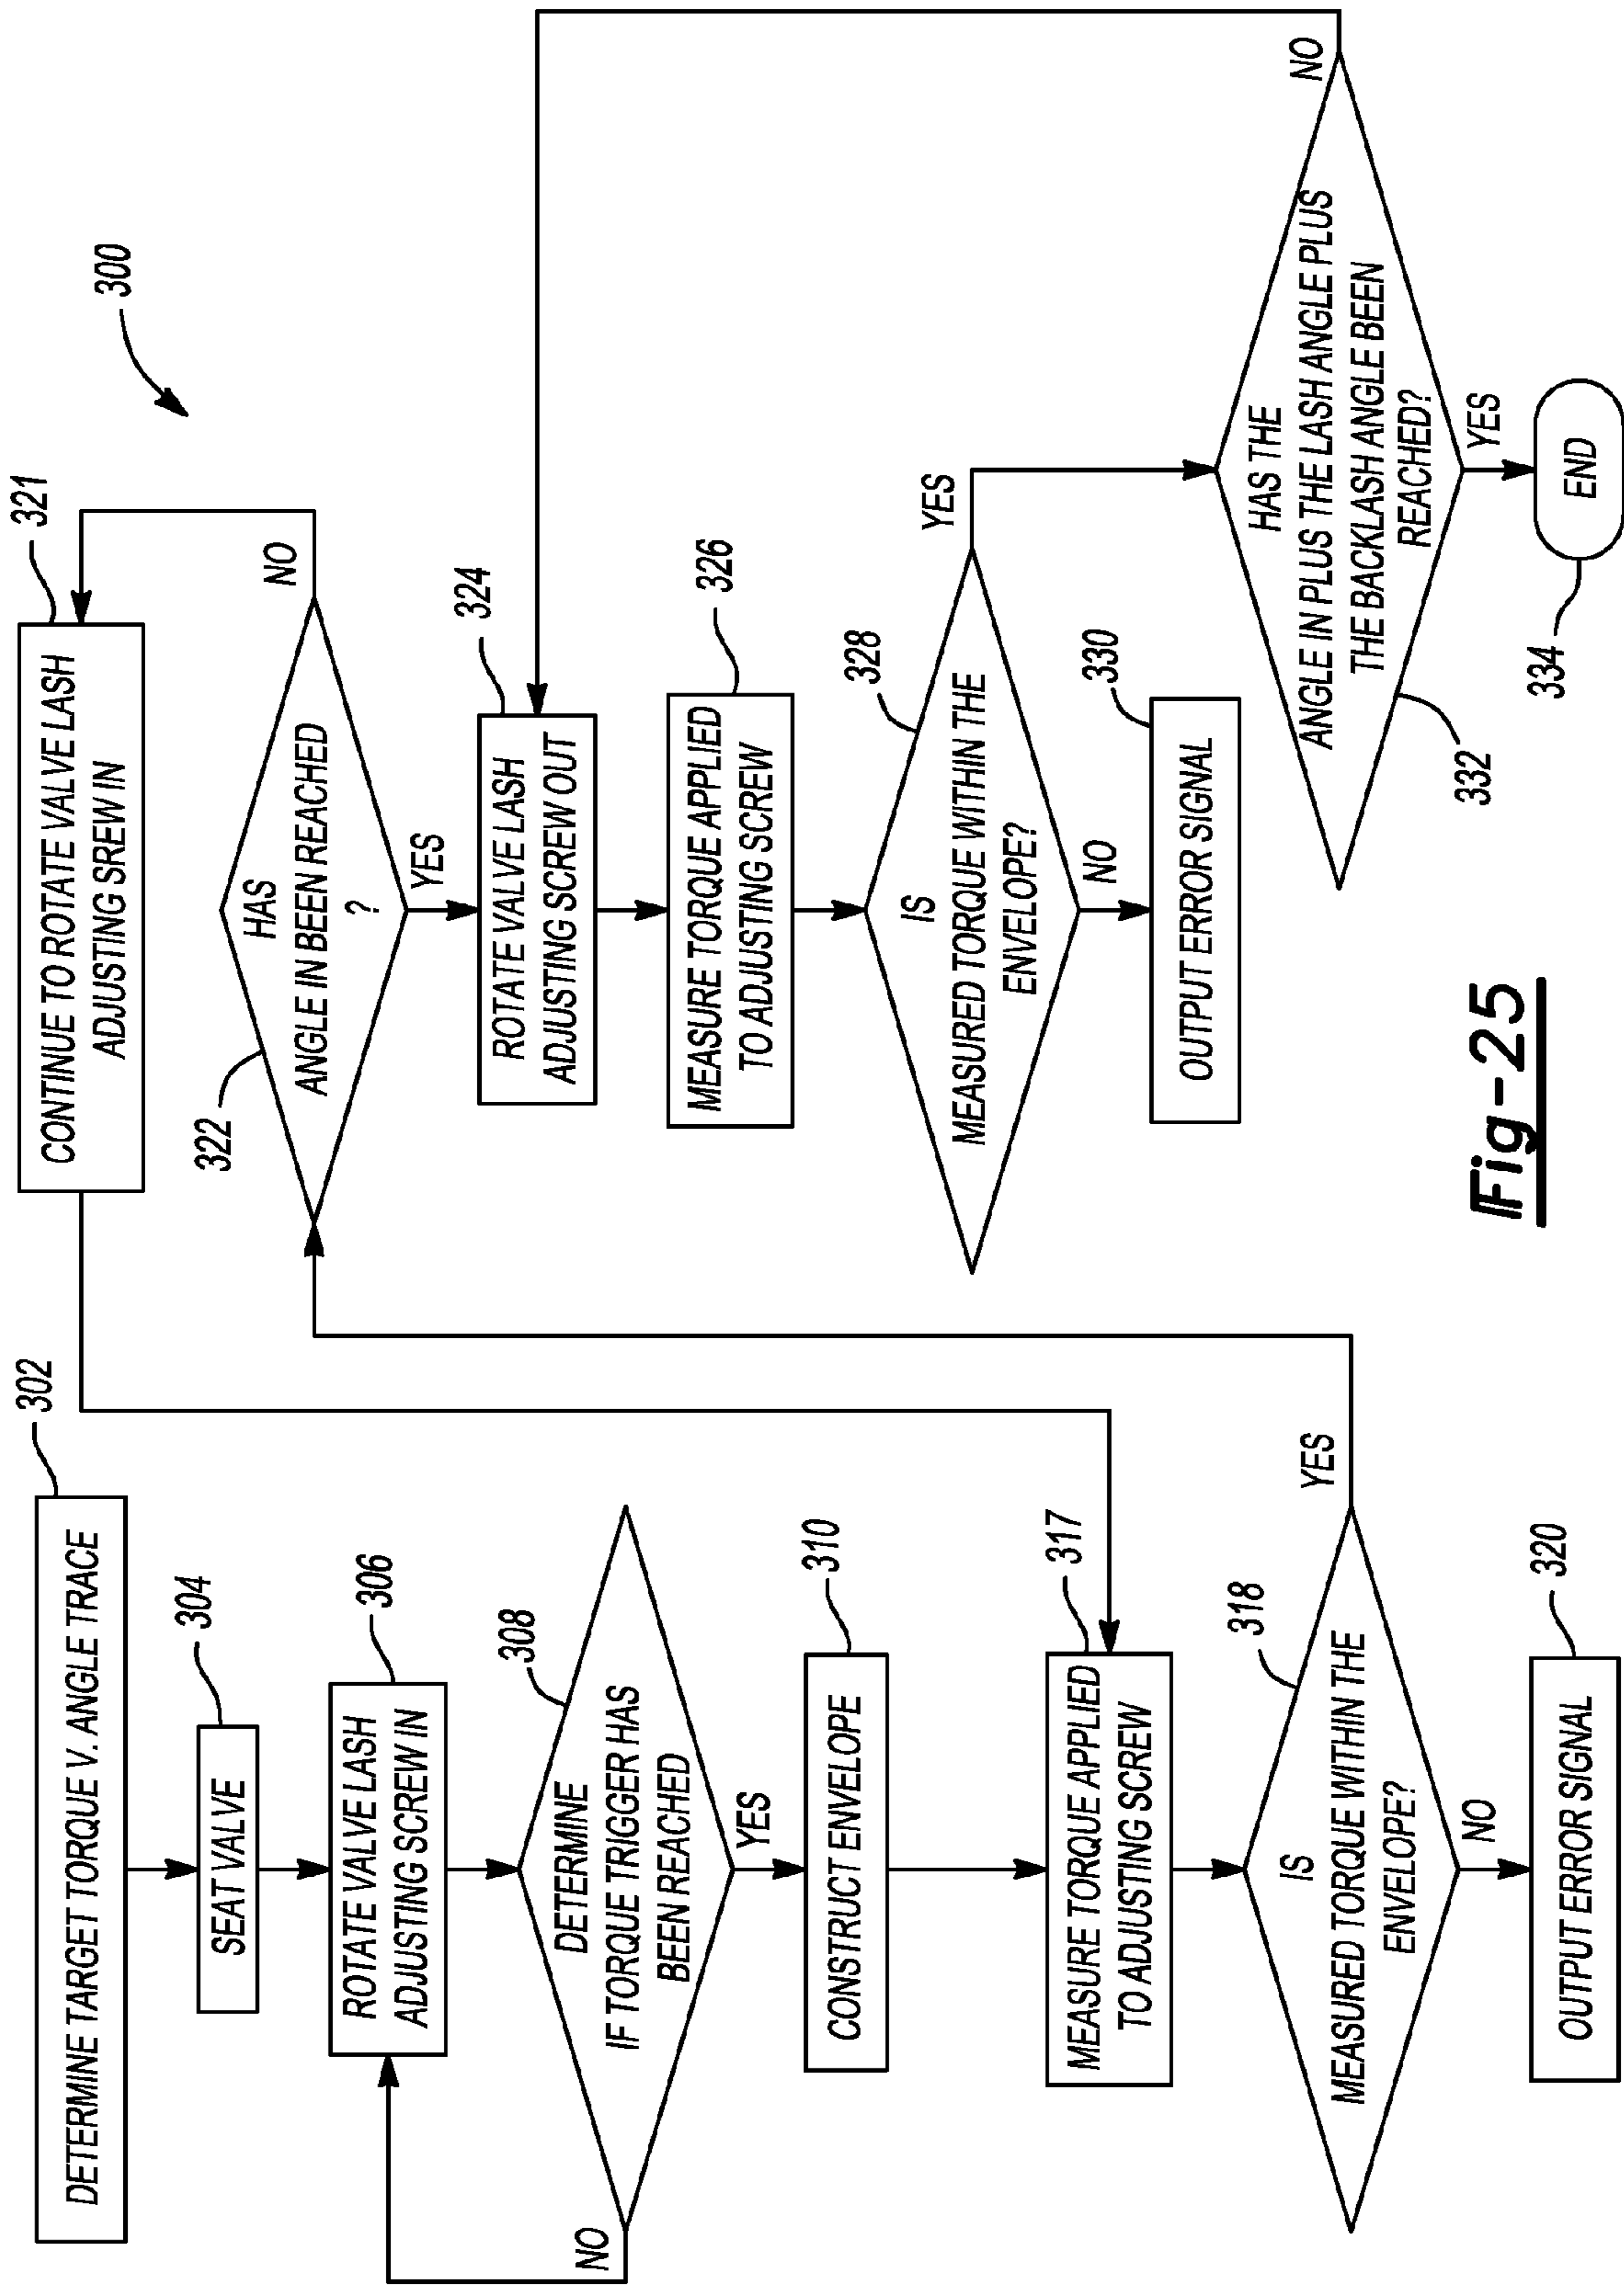 300
302
DETERMINE TARGET TORQUE V. ANGLE TRACE
304
SEAT VALVE
306
ROTATE VALVE LASH
ADJUSTING SCREW IN
308
DETERMINE
IF TORQUE TRIGGER HAS
BEEN REACHED
NO
YES
310
CONSTRUCT ENVELOPE
317
MEASURE TORQUE APPLIED
TO ADJUSTING SCREW
318
IS
MEASURED TORQUE WITHIN THE
ENVELOPE?
YES
NO
320
OUTPUT ERROR SIGNAL
321
CONTINUE TO ROTATE VALVE LASH
ADJUSTING SREW IN
322
HAS
ANGLE IN BEEN REACHED
?
NO
YES
324
ROTATE VALVE LASH
ADJUSTING SCREW OUT
326
MEASURE TORQUE APPLIED
TO ADJUSTING SCREW
328
IS
MEASURED TORQUE WITHIN THE
ENVELOPE?
YES
NO
330
OUTPUT ERROR SIGNAL
332
HAS THE
ANGLE IN PLUS THE LASH ANGLE PLUS
THE BACKLASH ANGLE BEEN
REACHED?
NO
YES
334
END
Fig-25